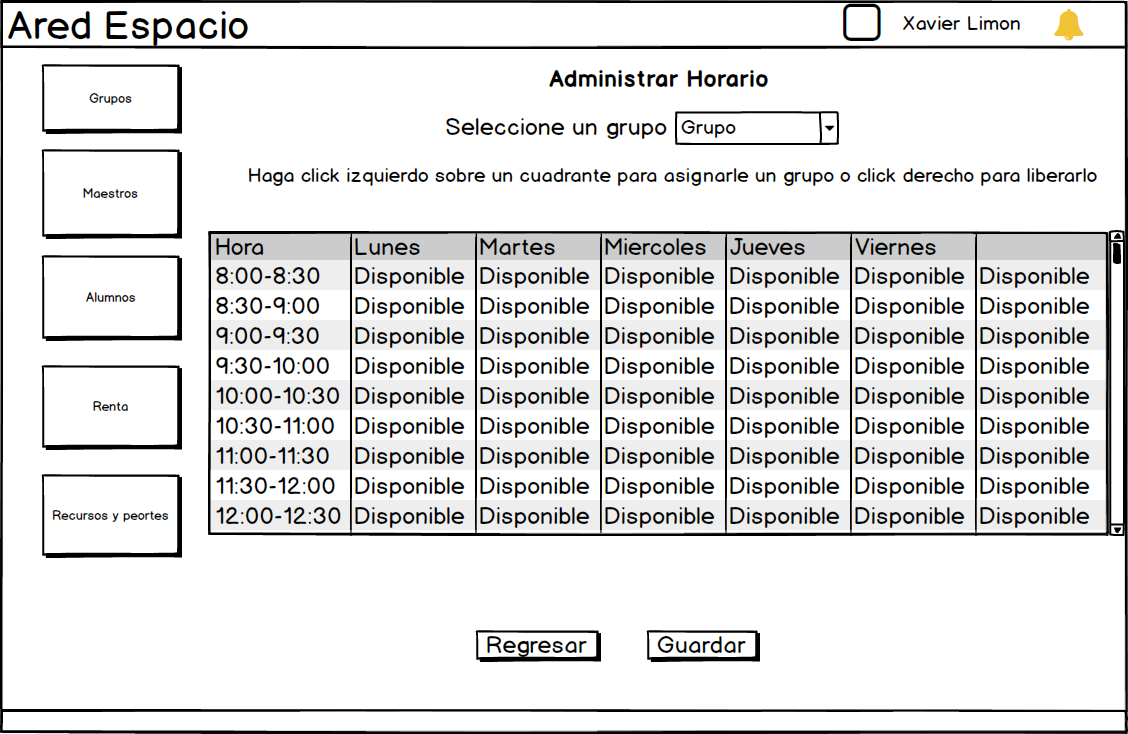 Ared Espacio
Xavier Limon
Grupos
Maestros
Alumnos
Renta
Recursos y peortes
Administrar Horario
Seleccione un grupo Grupo
Haga click izquierdo sobre un cuadrante para asignarle un grupo o click derecho para liberarlo
Hora Lunes Martes Miercoles Jueves Viernes
8:00-8:30 Disponible Disponible Disponible Disponible Disponible Disponible
8:30-9:00 Disponible Disponible Disponible Disponible Disponible Disponible
9:00-9:30 Disponible Disponible Disponible Disponible Disponible Disponible
9:30-10:00 Disponible Disponible Disponible Disponible Disponible Disponible
10:00-10:30 Disponible Disponible Disponible Disponible Disponible Disponible
10:30-11:00 Disponible Disponible Disponible Disponible Disponible Disponible
11:00-11:30 Disponible Disponible Disponible Disponible Disponible Disponible
11:30-12:00 Disponible Disponible Disponible Disponible Disponible Disponible
12:00-12:30 Disponible Disponible Disponible Disponible Disponible Disponible
Regresar Guardar